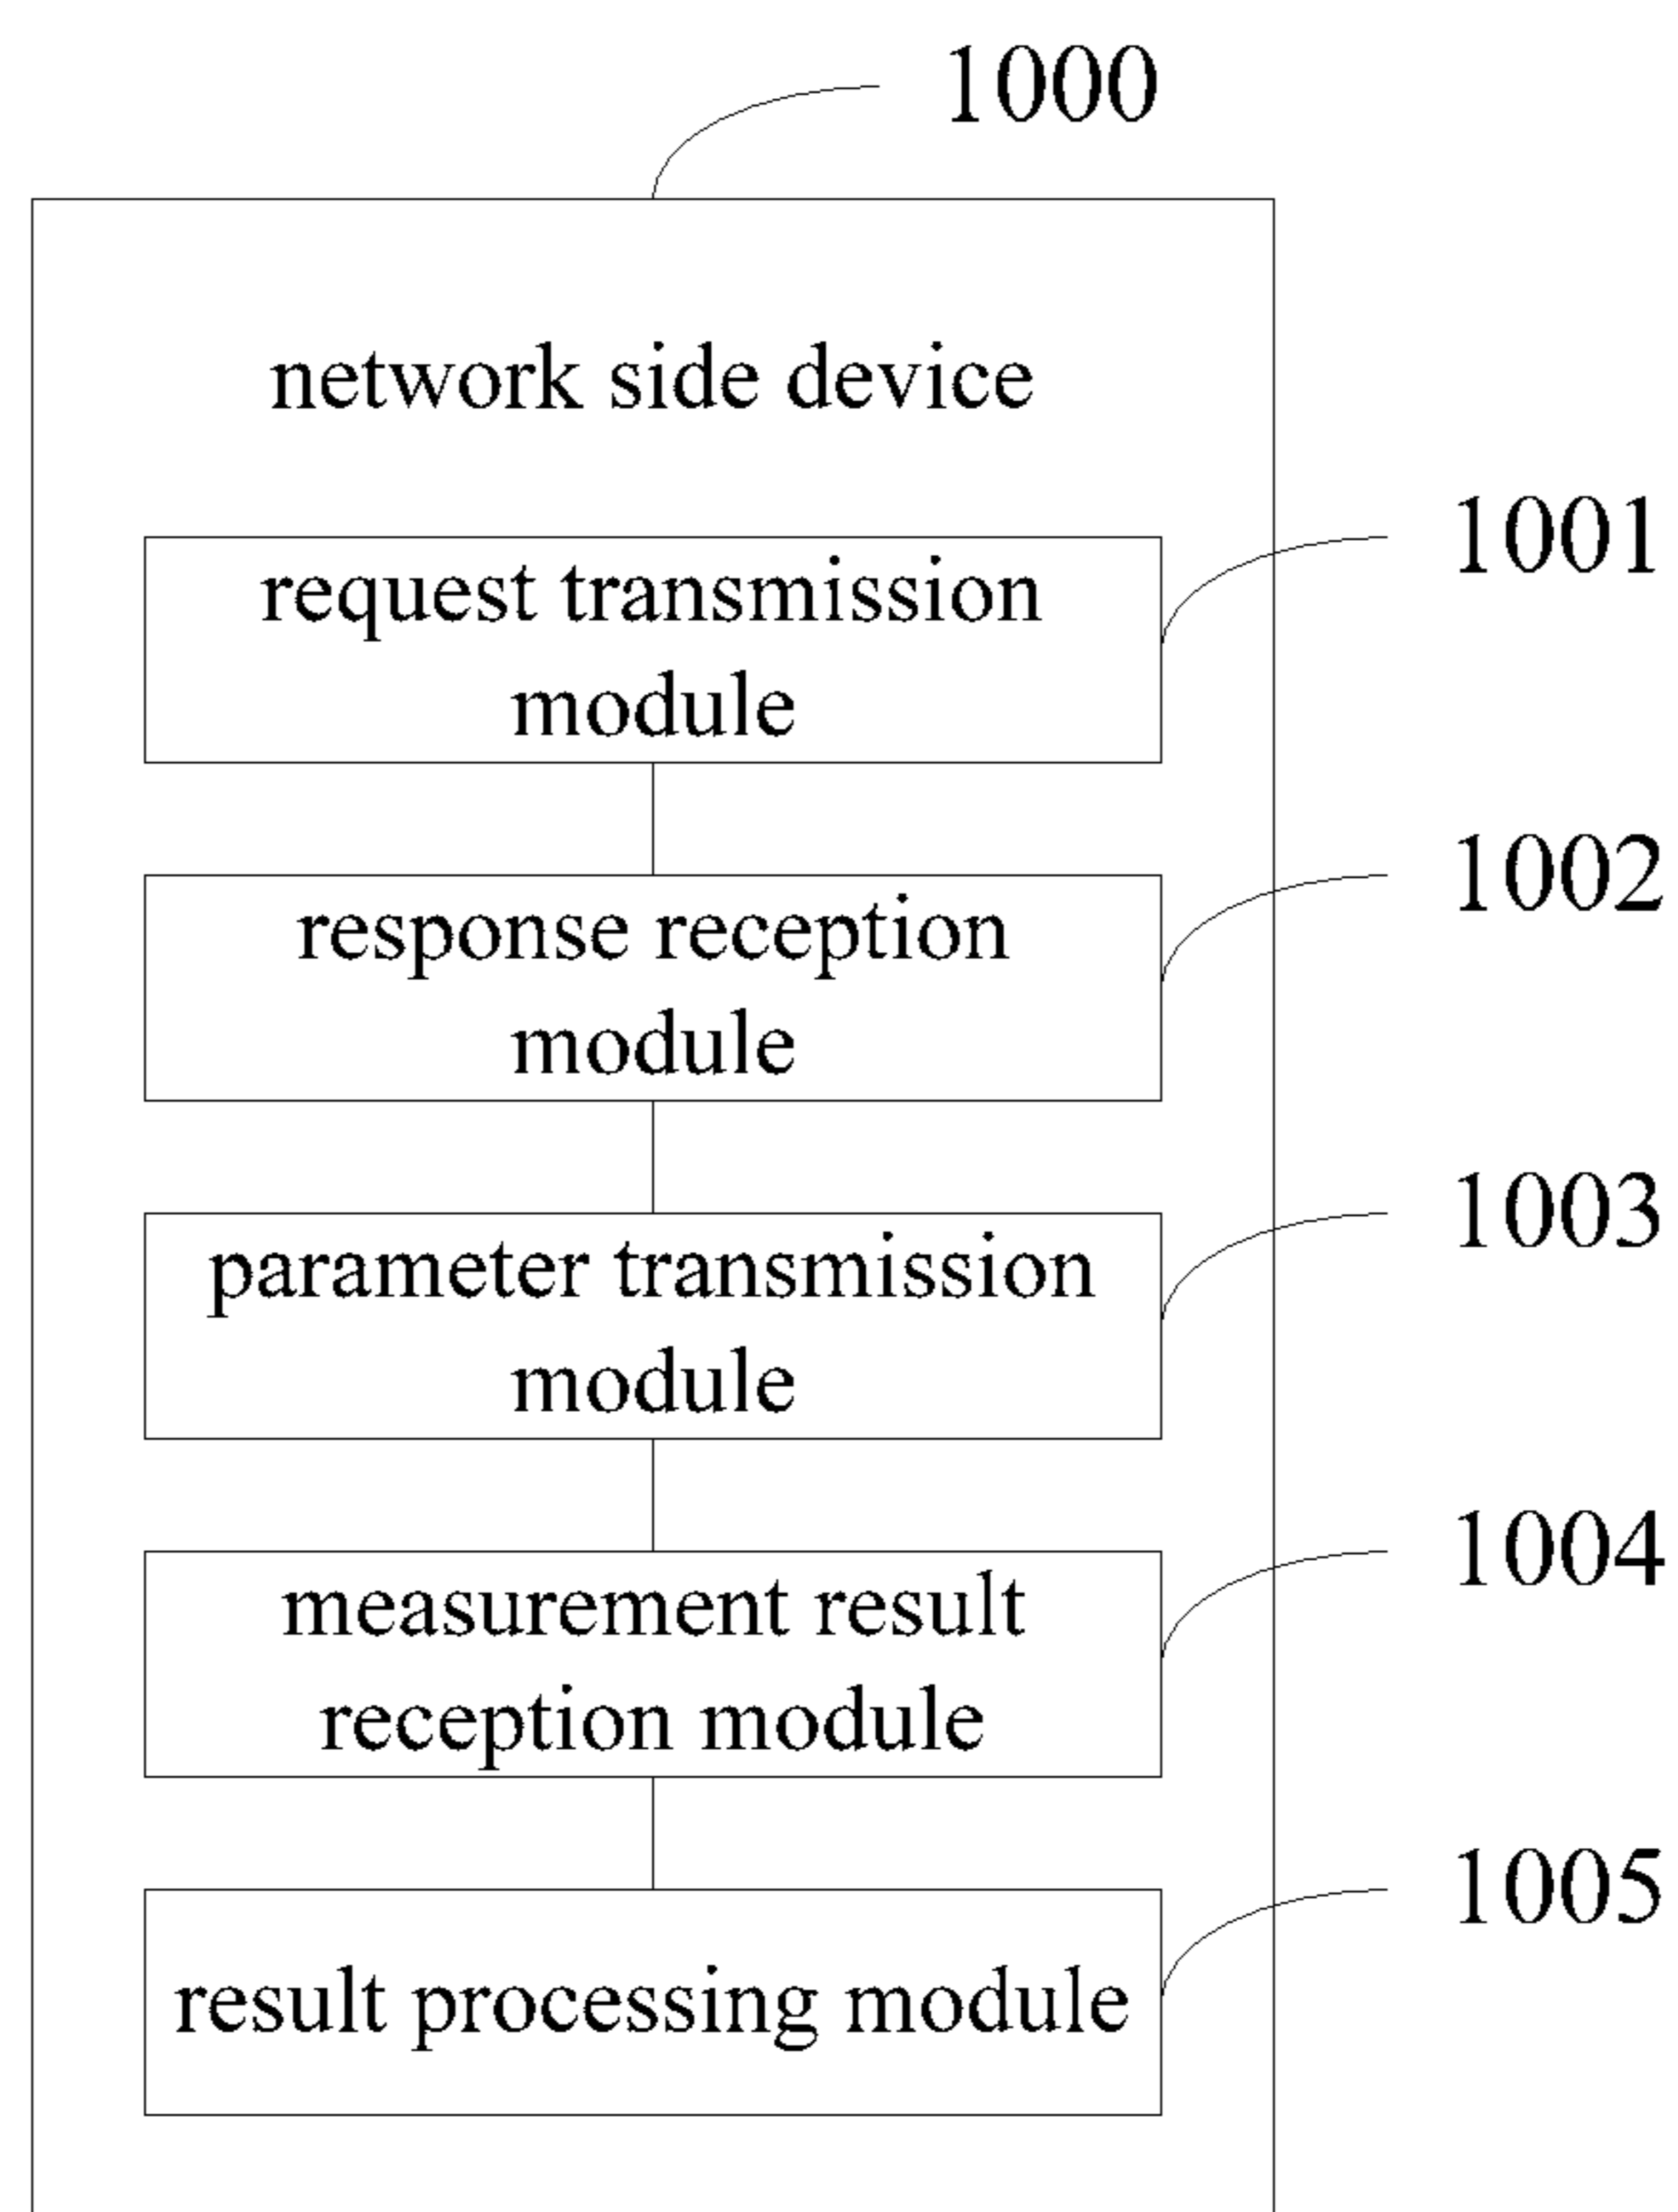 1000
network side device
1001
request transmission
module
1002
response reception
module
1003
parameter transmission
module
1004
measurement result
reception module
1005
result processing module